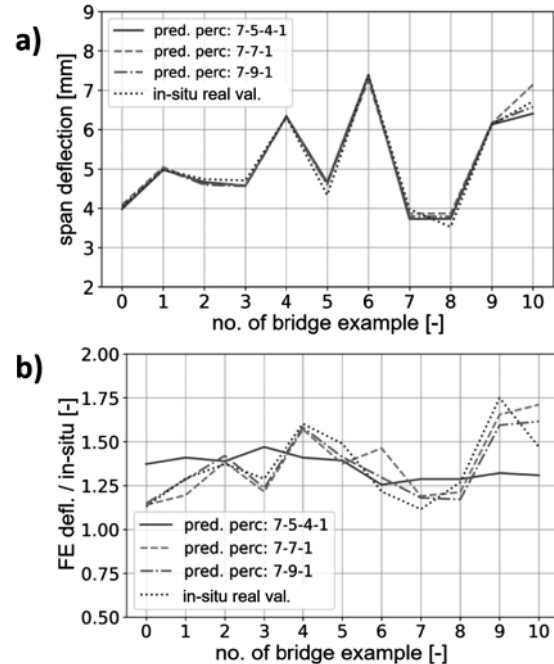 a)
span deflection [mm]
9
8
7
6
5
4
3
2
pred. perc: 7-5-4-1
pred. perc: 7-7-1
pred. perc: 7-9-1
in-situ real val.
0 1 2 3 4 5 6 7 8 9 10
no. of bridge example [-]
b)
FE defl. / in-situ [-]
2.00
1.75
1.50
1.25
1.00
0.75
0.50
pred. perc: 7-5-4-1
pred. perc: 7-7-1
pred. perc: 7-9-1
in-situ real val.
0 1 2 3 4 5 6 7 8 9 10
no. of bridge example [-]